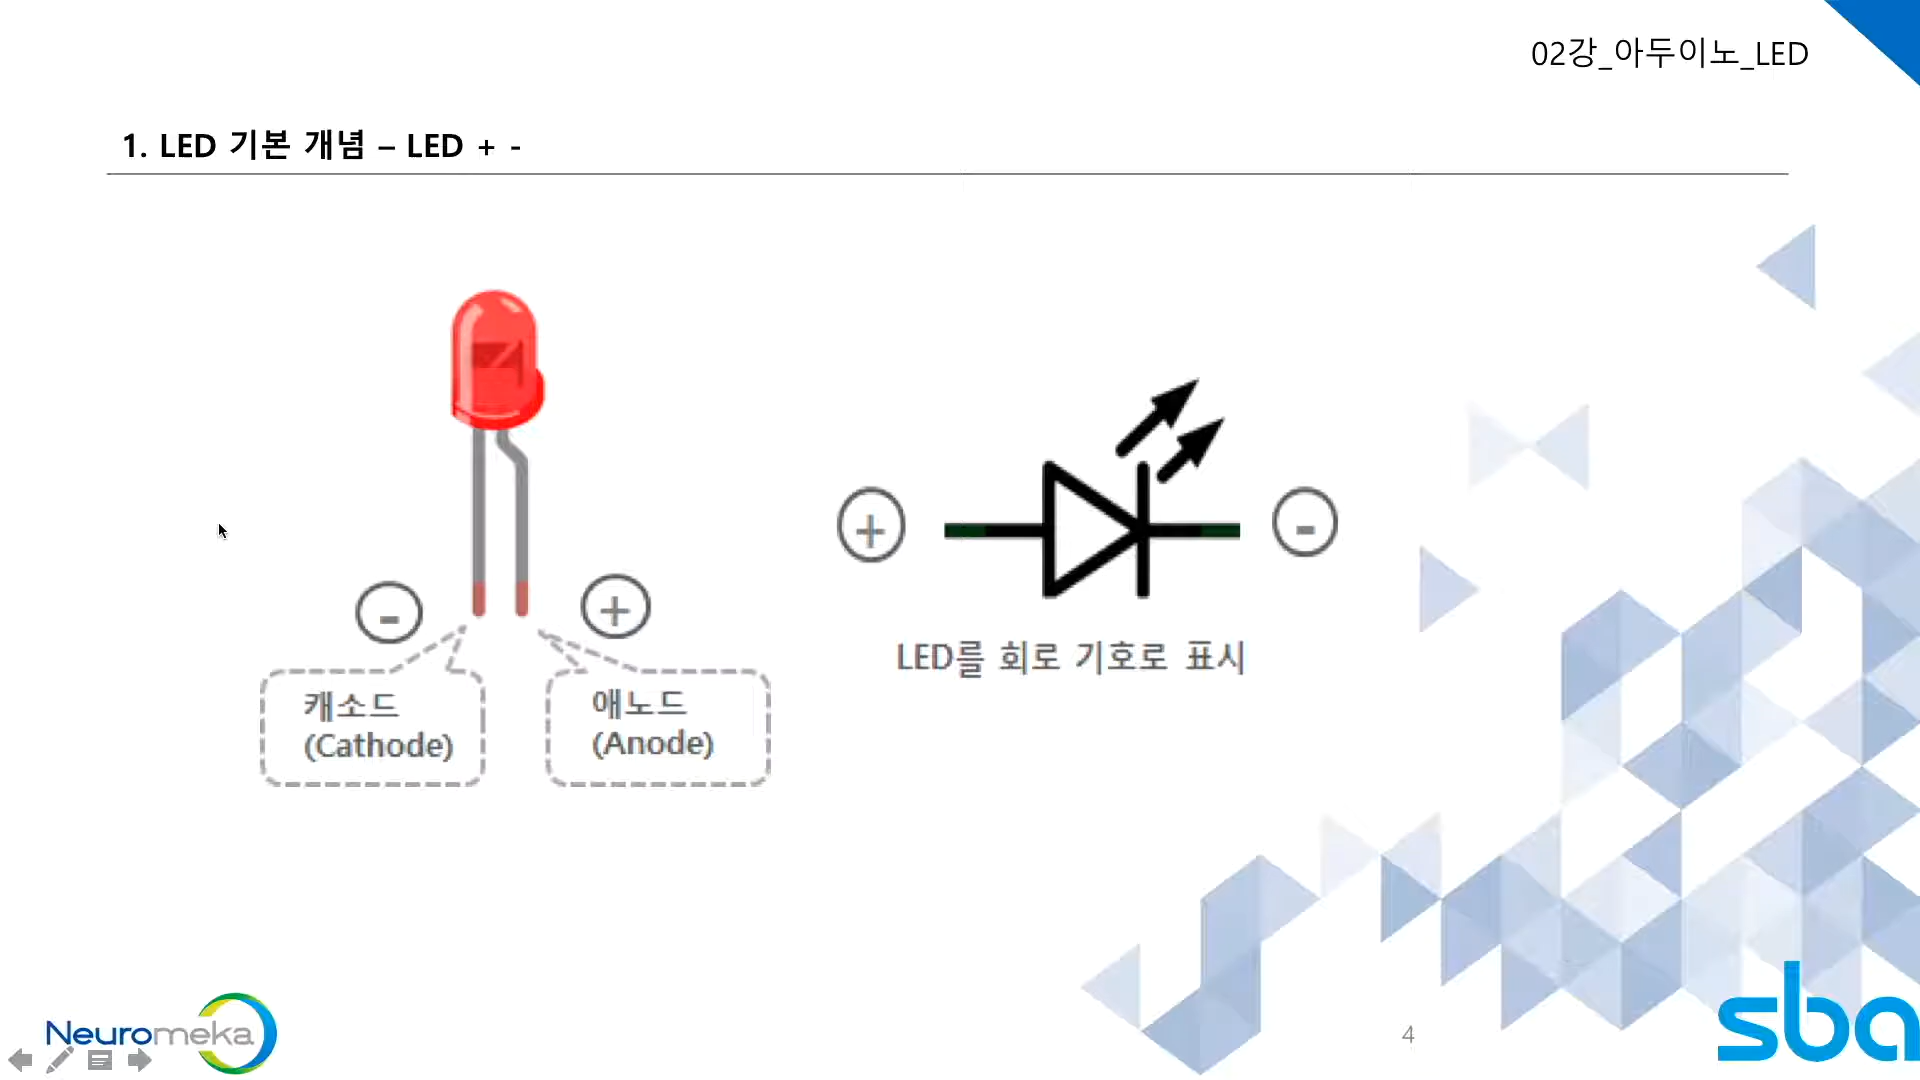 02강_아두이노_LED
1. LED 기본 개념 – LED + -
+
-
-
+
LED를 회로 기호로 표시
캐소드
(Cathode)
애노드
(Anode)
Neuromeka
4
sba